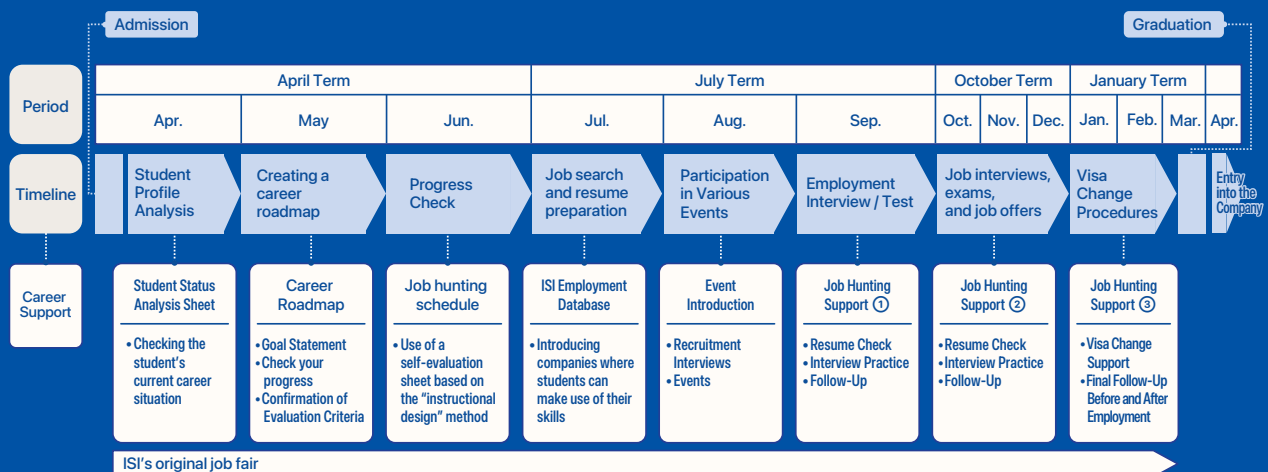 Admission
Graduation
Period
April Term
July Term
October Term
January Term
Apr.
May
Jun.
Jul.
Aug.
Sep.
Oct.
Nov.
Dec.
Jan.
Feb.
Mar.
Apr.
Timeline
Student
Profile
Analysis
Creating a
career
roadmap
Progress
Check
Job search
and resume
preparation
Participation
in Various
Events
Employment
Interview / Test
Job interviews,
exams,
and job offers
Visa
Change
Procedures
Entry
into the
Company
Career
Support
Student Status
Analysis Sheet
• Checking the
student's
current career
situation
Career
Roadmap
• Goal Statement
• Check your
progress
• Confirmation of
Evaluation Criteria
Job hunting
schedule
• Use of a
self-evaluation
sheet based on
the “instructional
design” method
ISI Employment
Database
• Introducing
companies where
students can
make use of their
skills
Event
Introduction
• Recruitment
Interviews
• Events
Job Hunting
Support ①
• Resume Check
• Interview Practice
• Follow-Up
Job Hunting
Support ②
• Resume Check
• Interview Practice
• Follow-Up
Job Hunting
Support ③
• Visa Change
Support
• Final Follow-Up
Before and After
Employment
ISI's original job fair